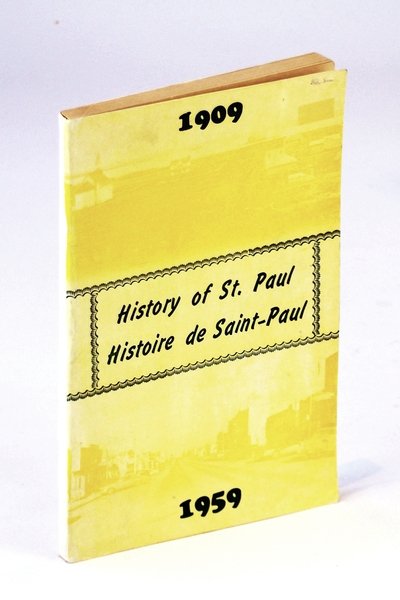 1909
History of St. Paul
Histoire de Saint-Paul
1959